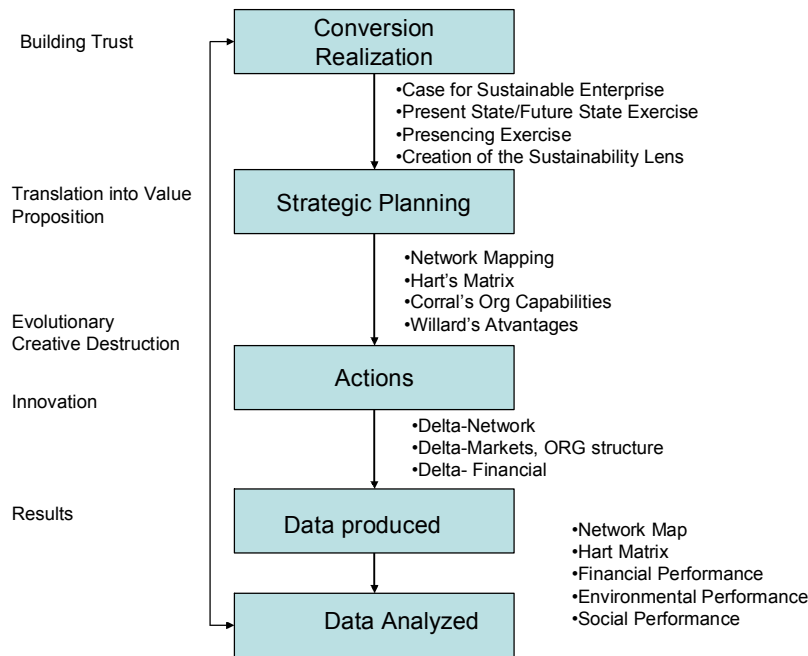 Building Trust
Conversion
Realization
•Case for Sustainable Enterprise
•Present State/Future State Exercise
•Presencing Exercise
•Creation of the Sustainability Lens
Translation into Value
Proposition
Strategic Planning
•Network Mapping
•Hart's Matrix
•Corral's Org Capabilities
•Willard's Atvantages
Evolutionary
Creative Destruction
Actions
Innovation
•Delta-Network
•Delta-Markets, ORG structure
•Delta- Financial
Results
Data produced
•Network Map
•Hart Matrix
•Financial Performance
•Environmental Performance
•Social Performance
Data Analyzed